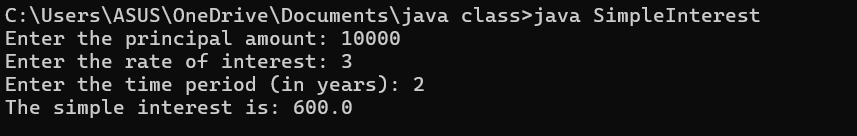 C:\Users\ASUS\OneDrive\Documents\java class>java SimpleInterest
Enter the principal amount: 10000
Enter the rate of interest: 3
Enter the time period (in years): 2
The simple interest is: 600.0